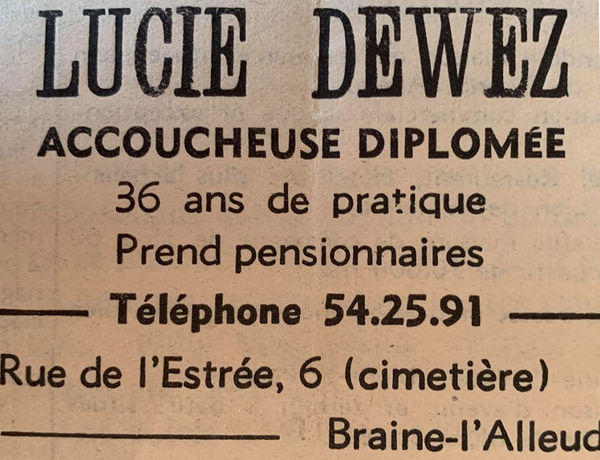 LUCIE DEWEZ
ACCOUCHEUSE DIPLOMÉE
36 ans de pratique
Prend pensionnaires
Téléphone 54.25.91
Rue de l'Estrée, 6 (cimetière)
Braine-l'Alleud